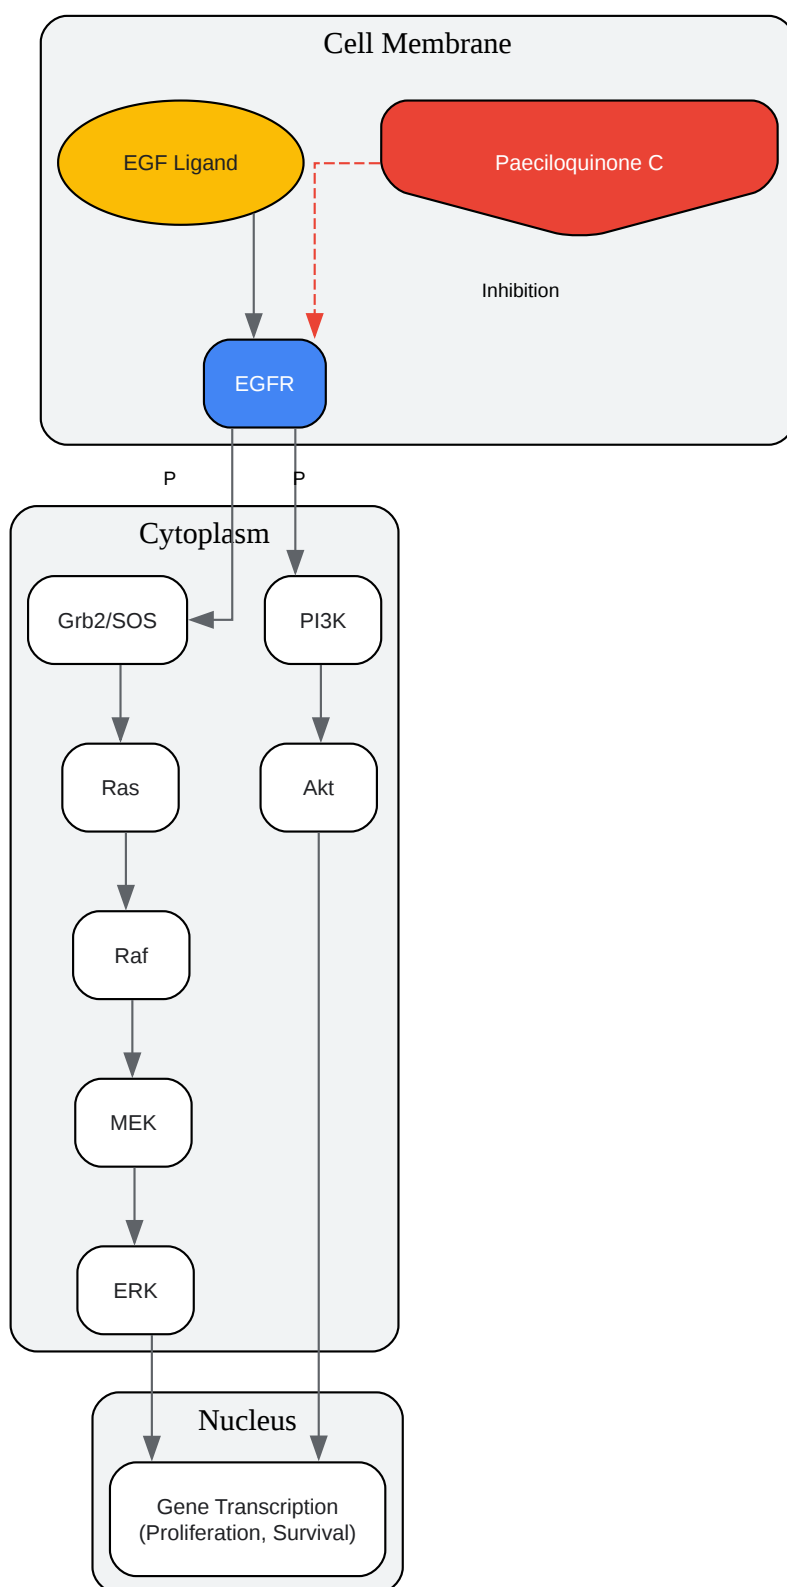 Cell Membrane
EGF Ligand
Paeciloquinone C
Inhibition
EGFR
P
P
Cytoplasm
Grb2/SOS
PI3K
Ras
Akt
Raf
MEK
ERK
Nucleus
Gene Transcription
(Proliferation, Survival)